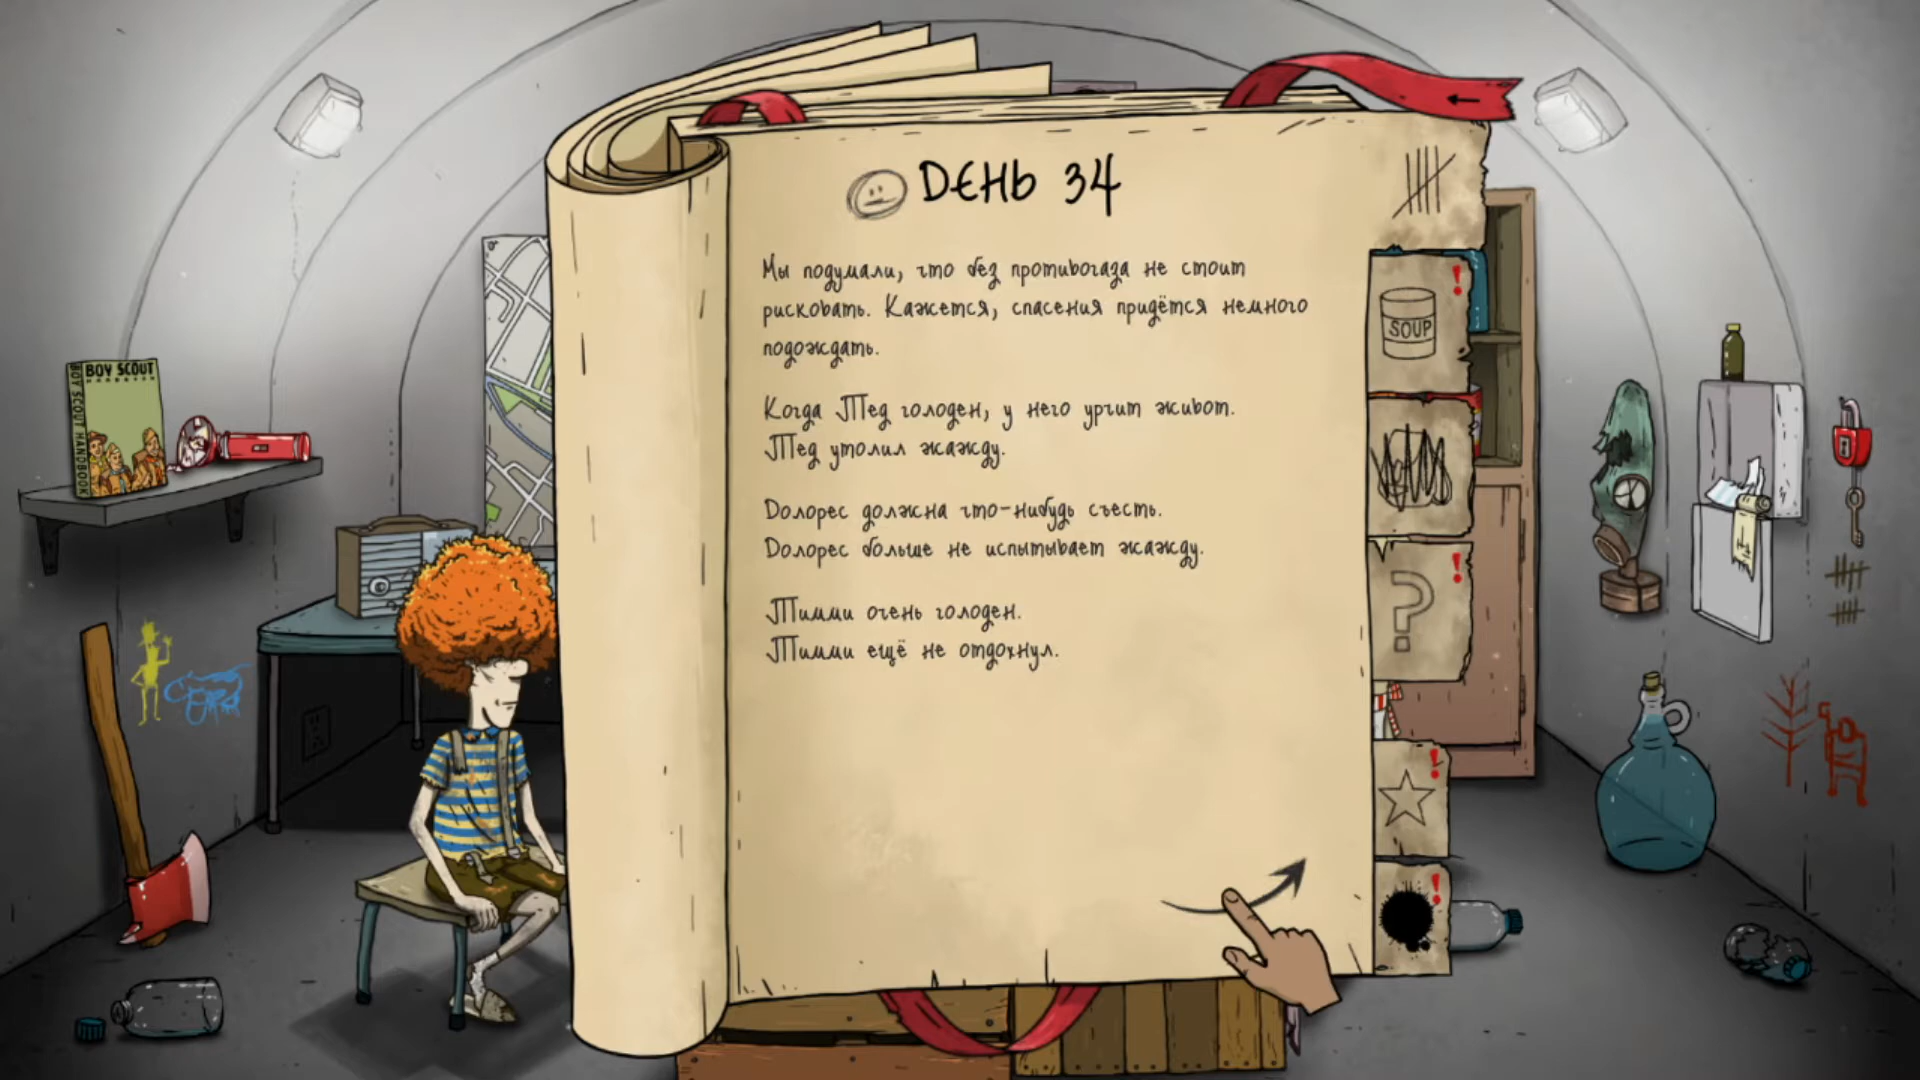 День 34
Мы подумали, что без противогаза не стоит
рисковать. Кажется, спасения придётся немного
подождать.
Когда Тед голоден, у него урчит живот.
Тед утолил жажду.
Долорес должна что-нибудь съесть.
Долорес больше не испытывает жажду.
Тимми очень голоден.
Тимми ещё не отдохнул.
SOUP
!
?
!
!
!
BOY SCOUT
HANDBOOK
BOY SCOUT HANDBOOK